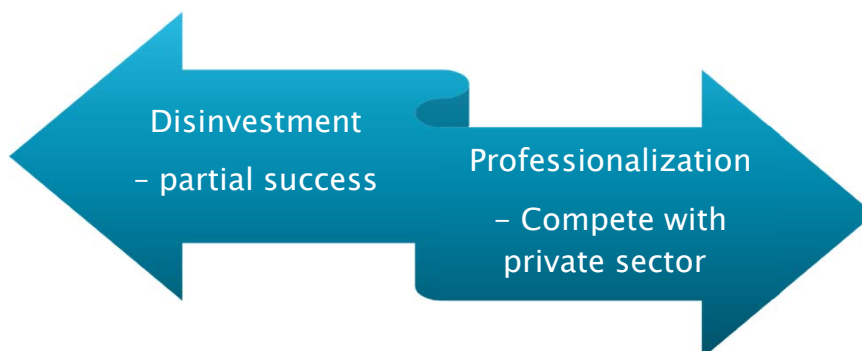 Disinvestment
– partial success
Professionalization
– Compete with
private sector